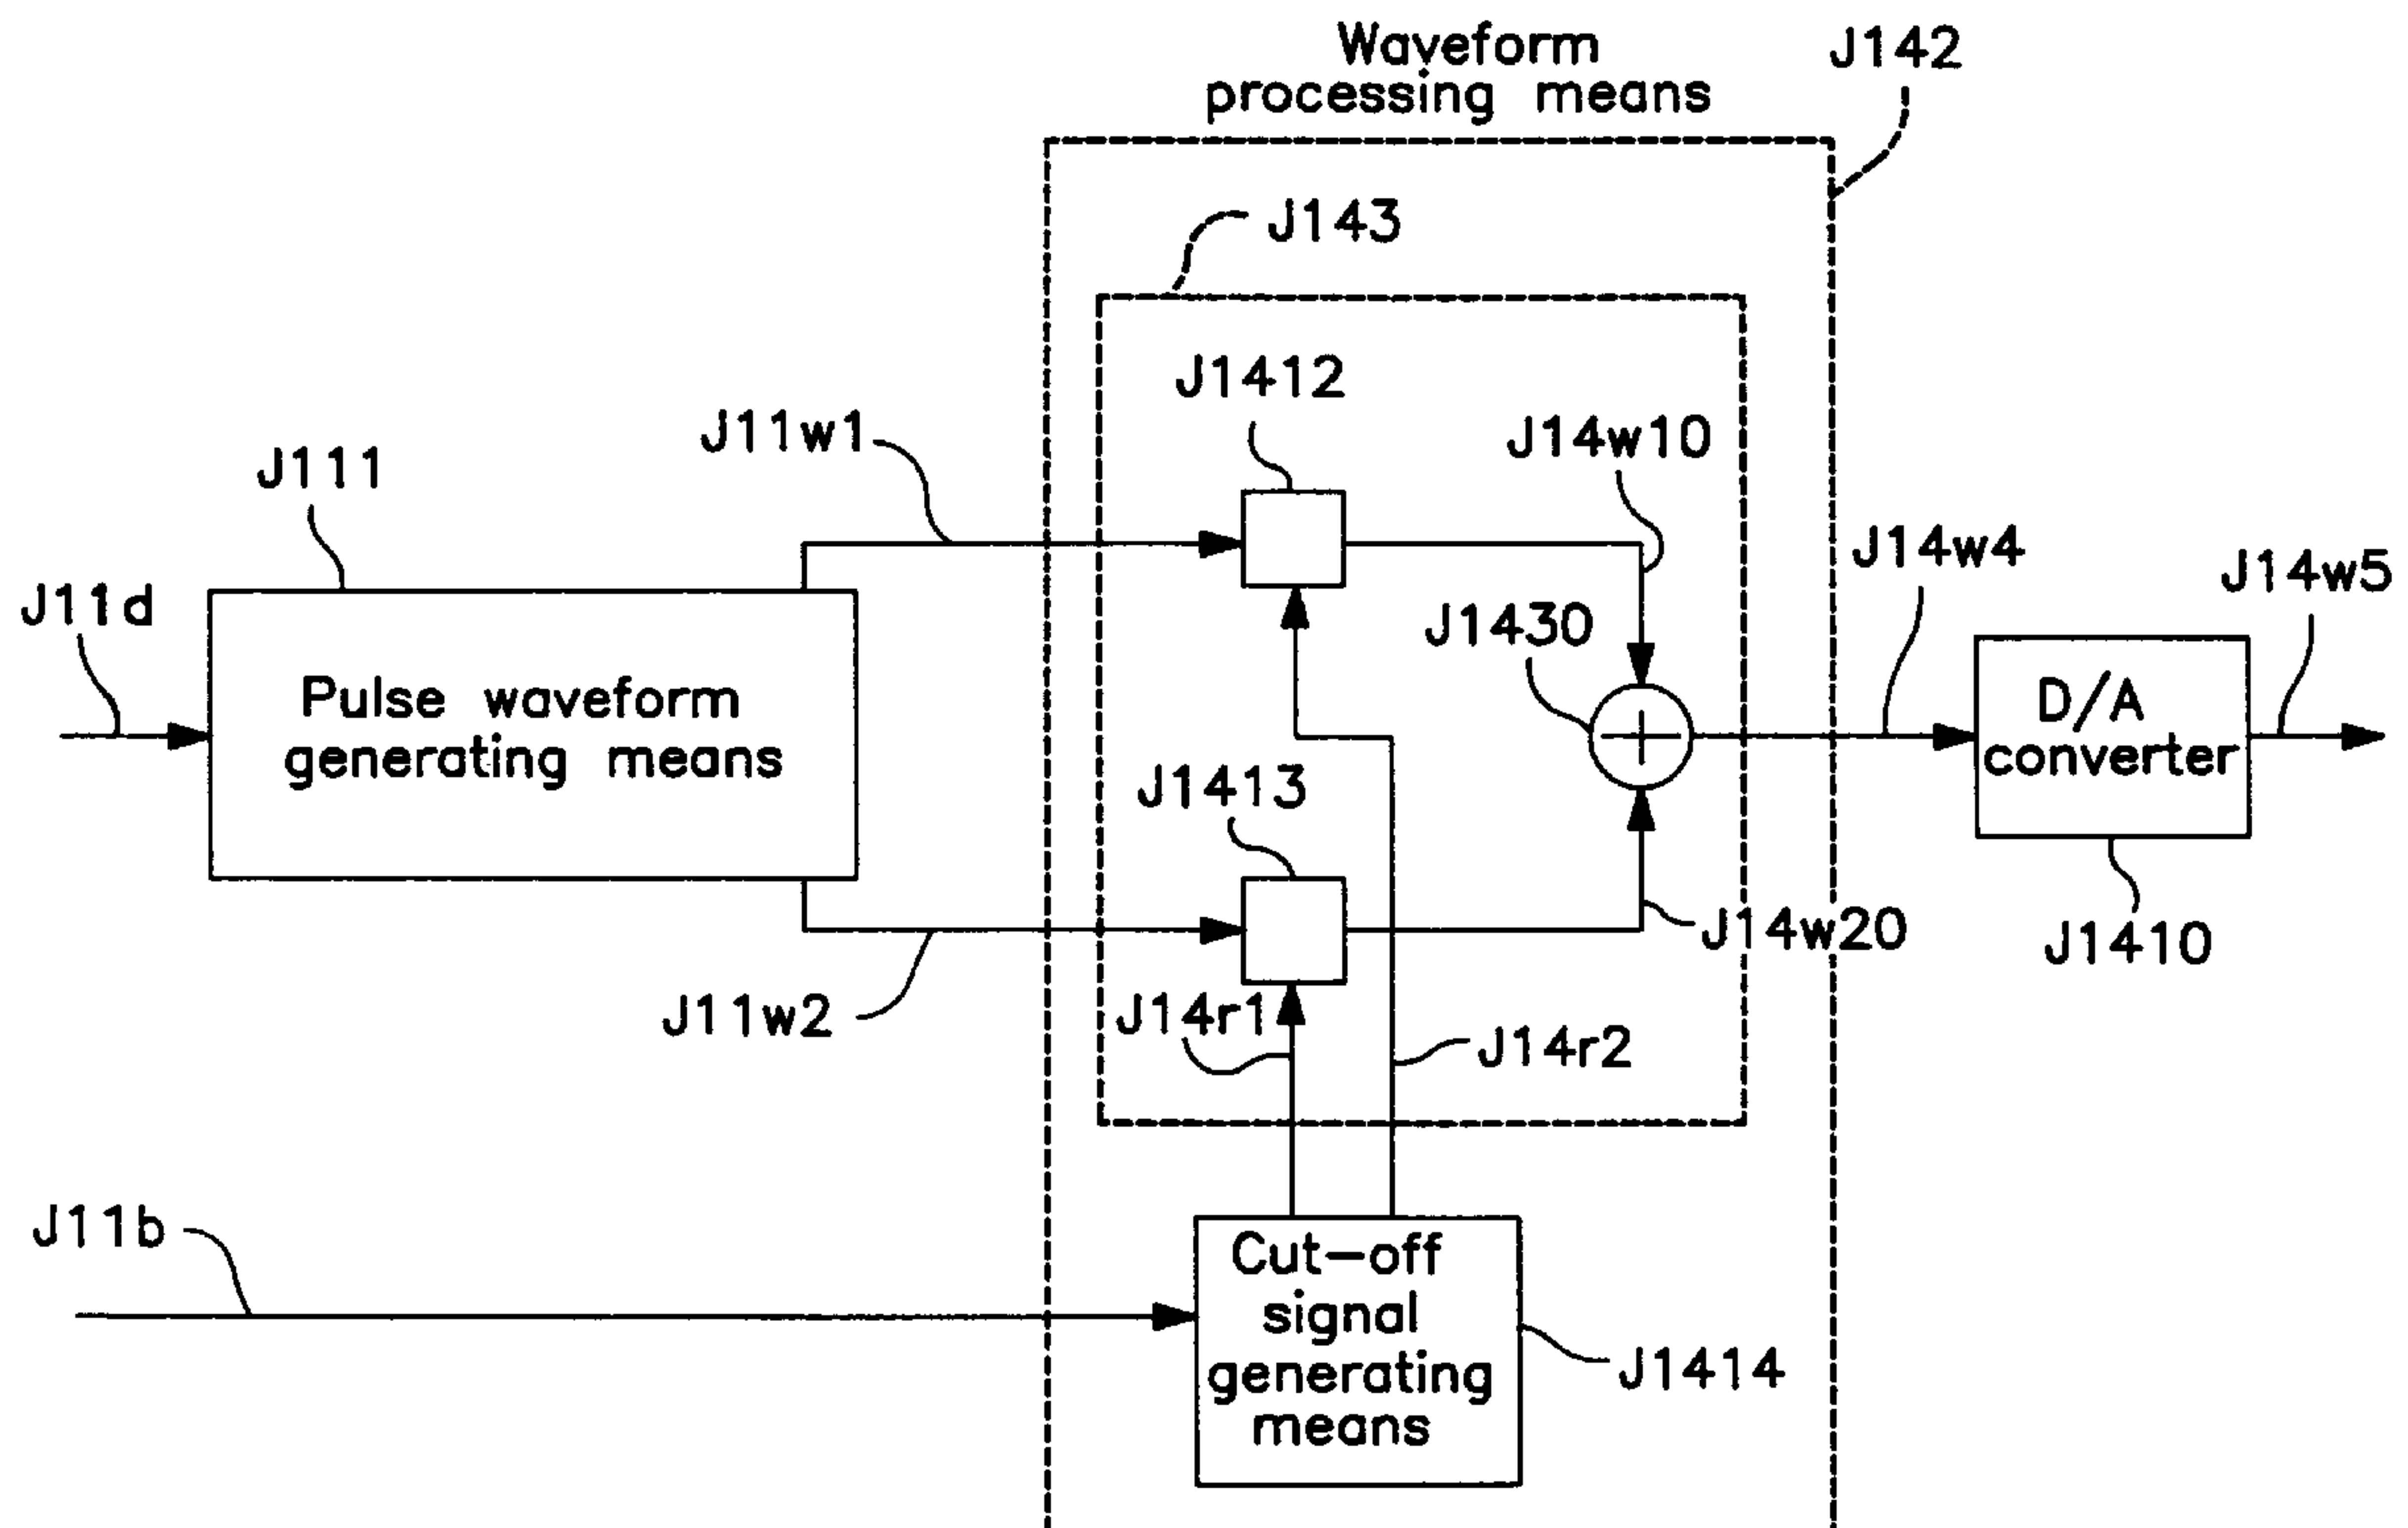 Waveform
processing means
J142
J143
J1412
J11w1
J14w10
J111
J14w4
J14w5
J11d
J1430
Pulse waveform
generating means
D/A
converter
J1413
J14w20
J1410
J11w2
J14r1
J14r2
J11b
Cut-off
signal
generating
means
J1414